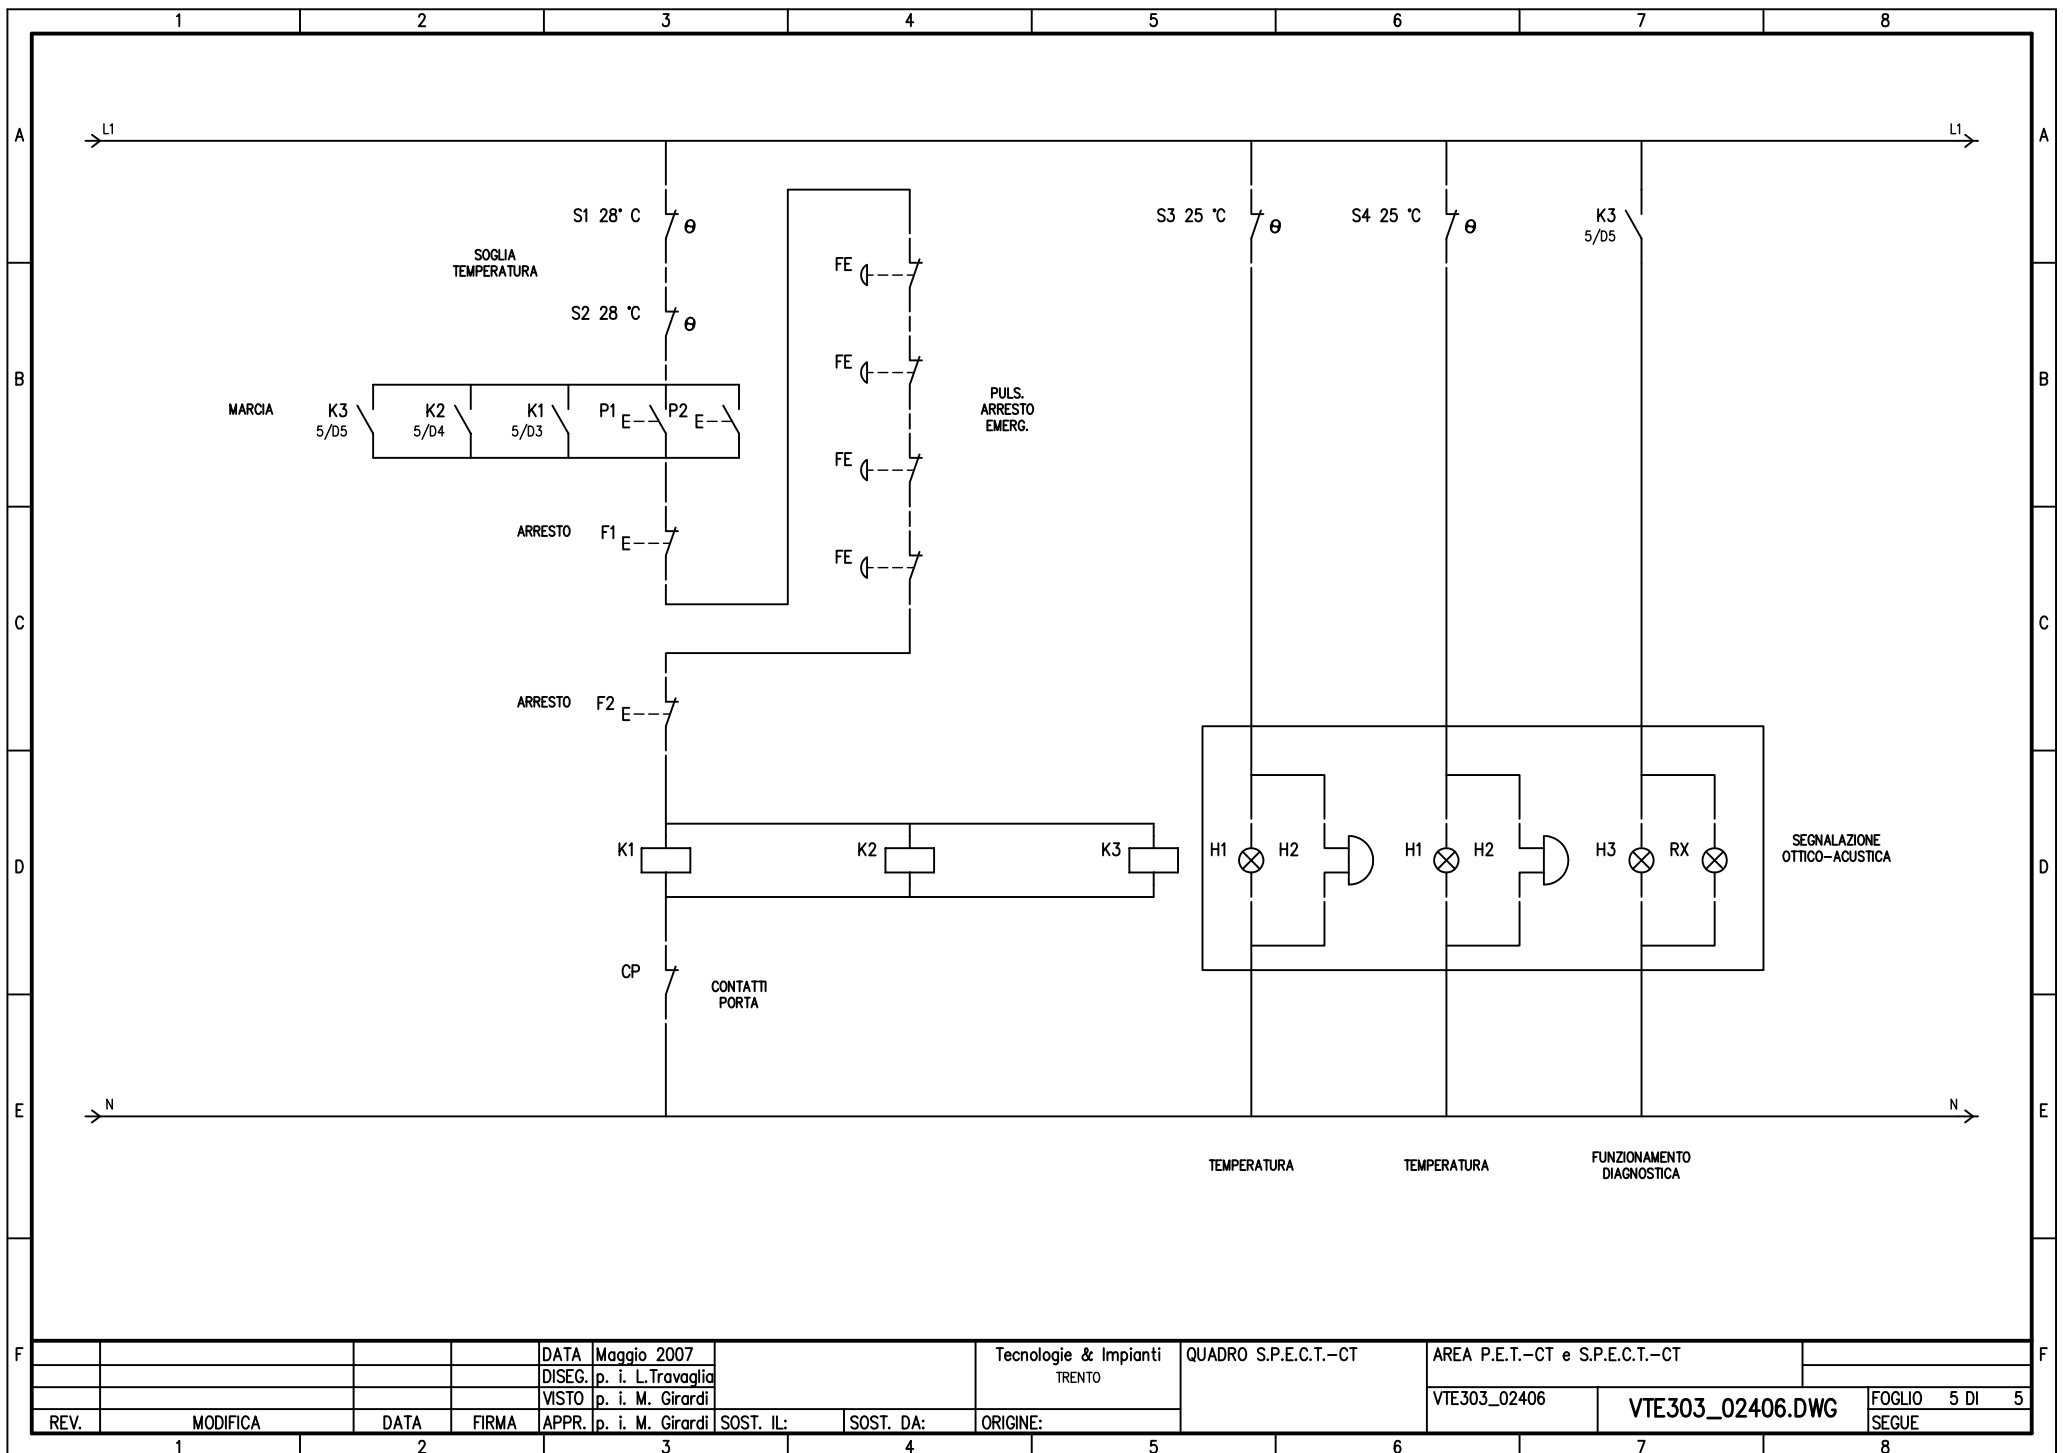 1 2 3 4 5 6 7 8
A A
L1 L1
S1 28° C
S3 25 °C
S4 25 °C
K3
5/D5
θ
θ
θ
SOGLIA
TEMPERATURA
FE
S2 28 °C
θ
B B
FE
PULS.
ARRESTO
EMERG.
MARCIA
K3
5/D5
K2
5/D4
K1
5/D3
P1
E
P2
E
FE
ARRESTO F1
E
FE
C C
ARRESTO F2
E
D D
K1
K2
K3
H1
H2
H1
H2
H3
RX
SEGNALAZIONE
OTTICO-ACUSTICA
CP
CONTATTI
PORTA
E E
N N
TEMPERATURA
TEMPERATURA
FUNZIONAMENTO
DIAGNOSTICA
F F
DATA Maggio 2007
DISEG. p. i. L.Travaglia
VISTO p. i. M. Girardi
REV. MODIFICA DATA FIRMA APPR. p. i. M. Girardi SOST. IL: SOST. DA: ORIGINE:
Tecnologie & Impianti
TRENTO
QUADRO S.P.E.C.T.-CT
AREA P.E.T.-CT e S.P.E.C.T.-CT
VTE303_02406
VTE303_02406.DWG
FOGLIO 5 DI 5
SEGUE
1 2 3 4 5 6 7 8